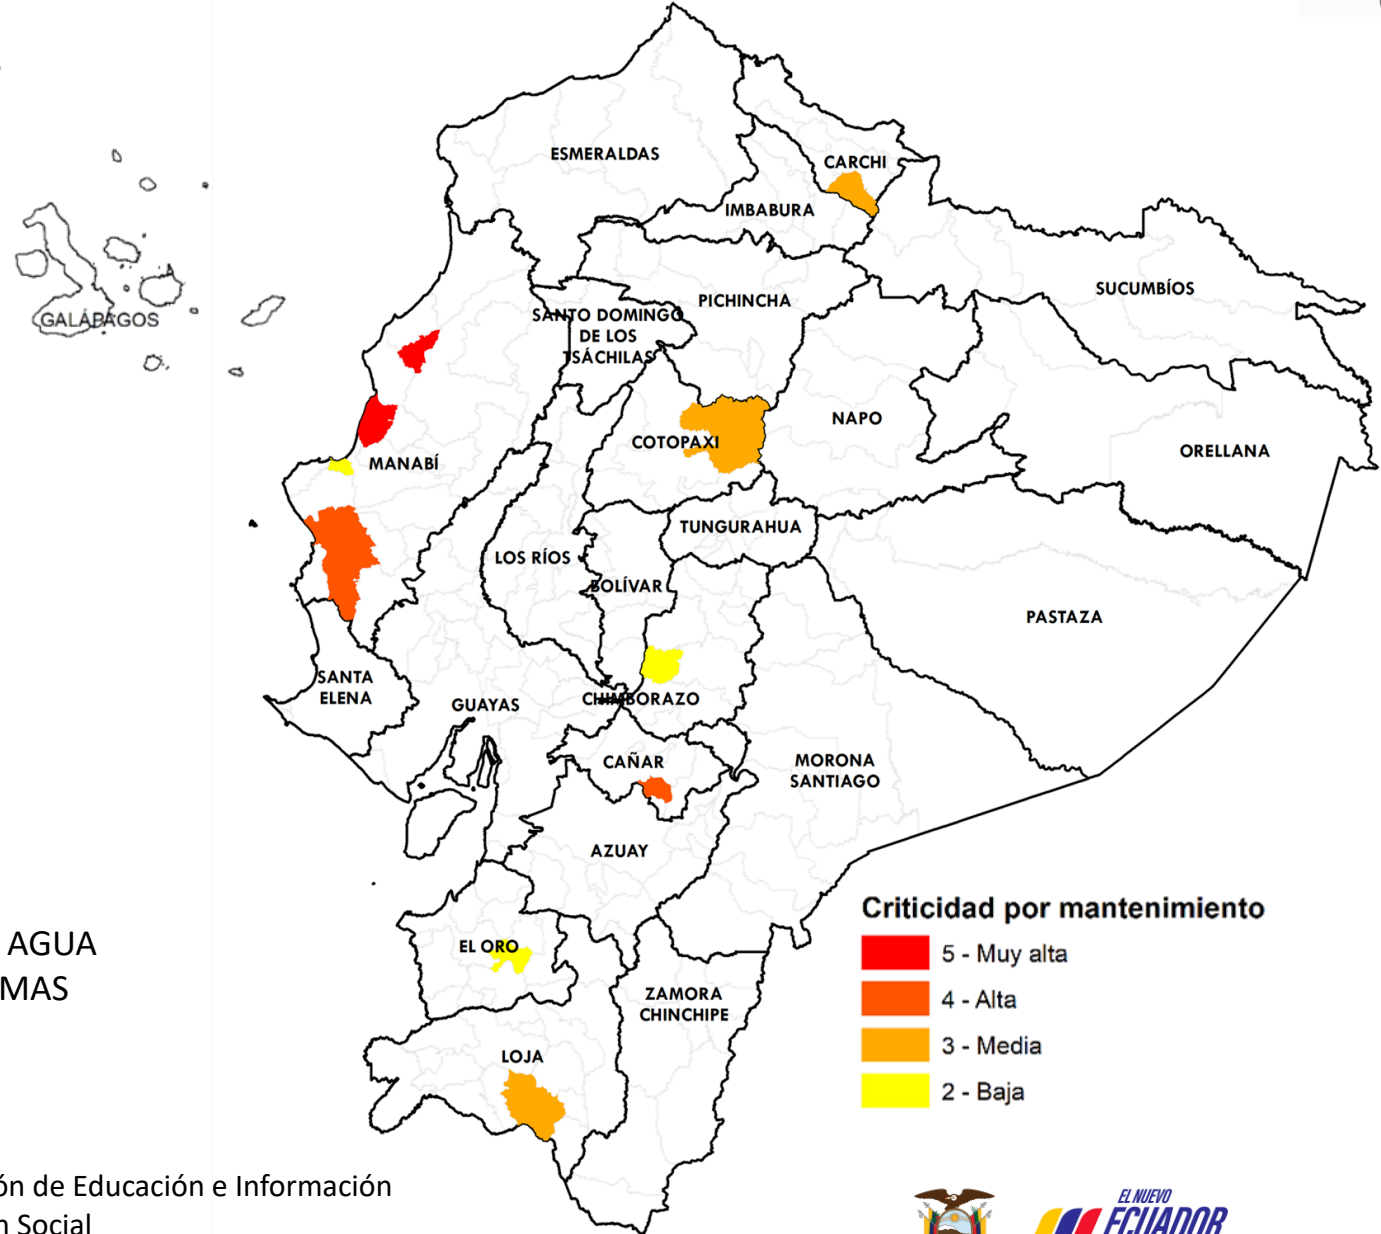 ESMERALDAS
CARCHI
IMBABURA
SUCUMBÍOS
PICHINCHA
GALÁPAGOS
SANTO DOMINGO
DE LOS
TSÁCHILAS
NAPO
COTOPAXI
ORELLANA
MANABÍ
TUNGURAHUA
LOS RÍOS
BOLÍVAR
PASTAZA
SANTA
ELENA
CHIMBORAZO
GUAYAS
CAÑAR
MORONA
SANTIAGO
AZUAY
EL ORO
ZAMORA
CHINCHIPE
LOJA
Criticidad por mantenimiento
5 - Muy alta
4 - Alta
3 - Media
2 - Baja
AGUA
MAS
ón de Educación e Información
n Social
EL NUEVO
ECUADOR